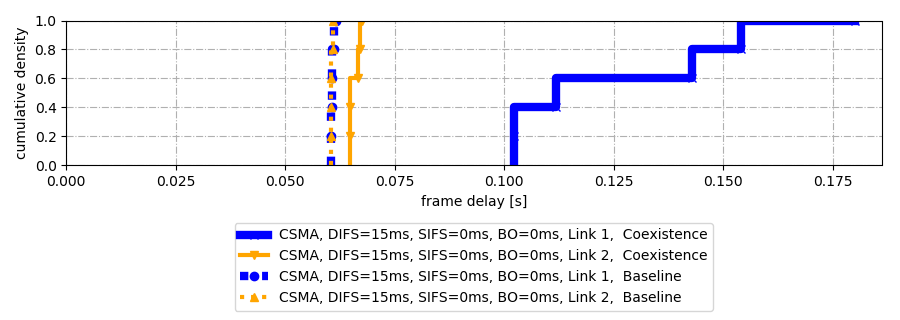 1.0
0.8
0.6
0.4
0.2
0.0
cumulative density
0.000 0.025 0.050 0.075 0.100 0.125 0.150 0.175
frame delay [s]
CSMA, DIFS=15ms, SIFS=0ms, BO=0ms, Link 1,  Coexistence
CSMA, DIFS=15ms, SIFS=0ms, BO=0ms, Link 2,  Coexistence
CSMA, DIFS=15ms, SIFS=0ms, BO=0ms, Link 1,  Baseline
CSMA, DIFS=15ms, SIFS=0ms, BO=0ms, Link 2,  Baseline